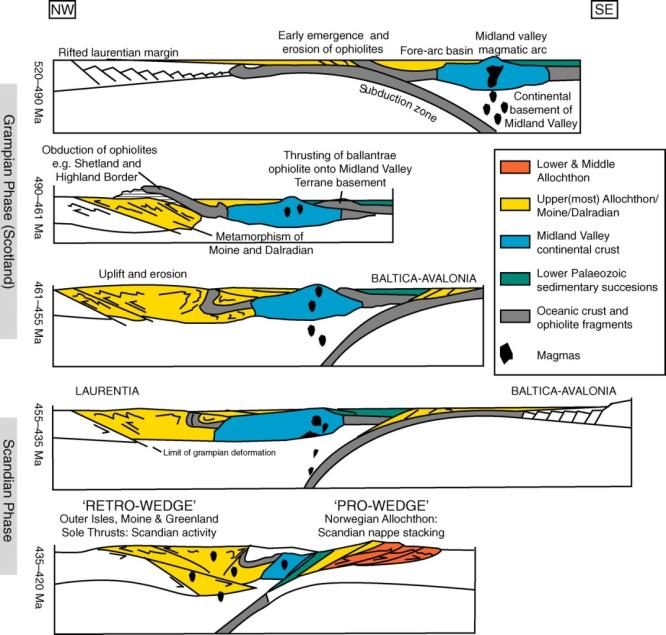 NW
SE
Early emergence and
erosion of ophiolites
Midland valley
magmatic arc
Rifted laurentian margin
Fore-arc basin
Subduction zone
Continental
basement of
Midland Valley
520–490 Ma
Grampian Phase (Scotland)
Obduction of ophiolites
e.g. Shetland and
Highland Border
Thrusting of ballantrae
ophiolite onto Midland Valley
Terrane basement
Metamorphism of
Moine and Dalradian
490–461 Ma
Lower & Middle
Allochthon
Upper(most) Allochthon/
Moine/Dalradian
Midland Valley
continental crust
Lower Palaeozoic
sedimentary succesions
Oceanic crust and
ophiolite fragments
Magmas
Uplift and erosion
BALTICA-AVALONIA
461–455 Ma
LAURENTIA
BALTICA-AVALONIA
Limit of grampian deformation
455–435 Ma
Scandian Phase
'RETRO-WEDGE'
Outer Isles, Moine & Greenland
Sole Thrusts: Scandian activity
'PRO-WEDGE'
Norwegian Allochthon:
Scandian nappe stacking
435–420 Ma